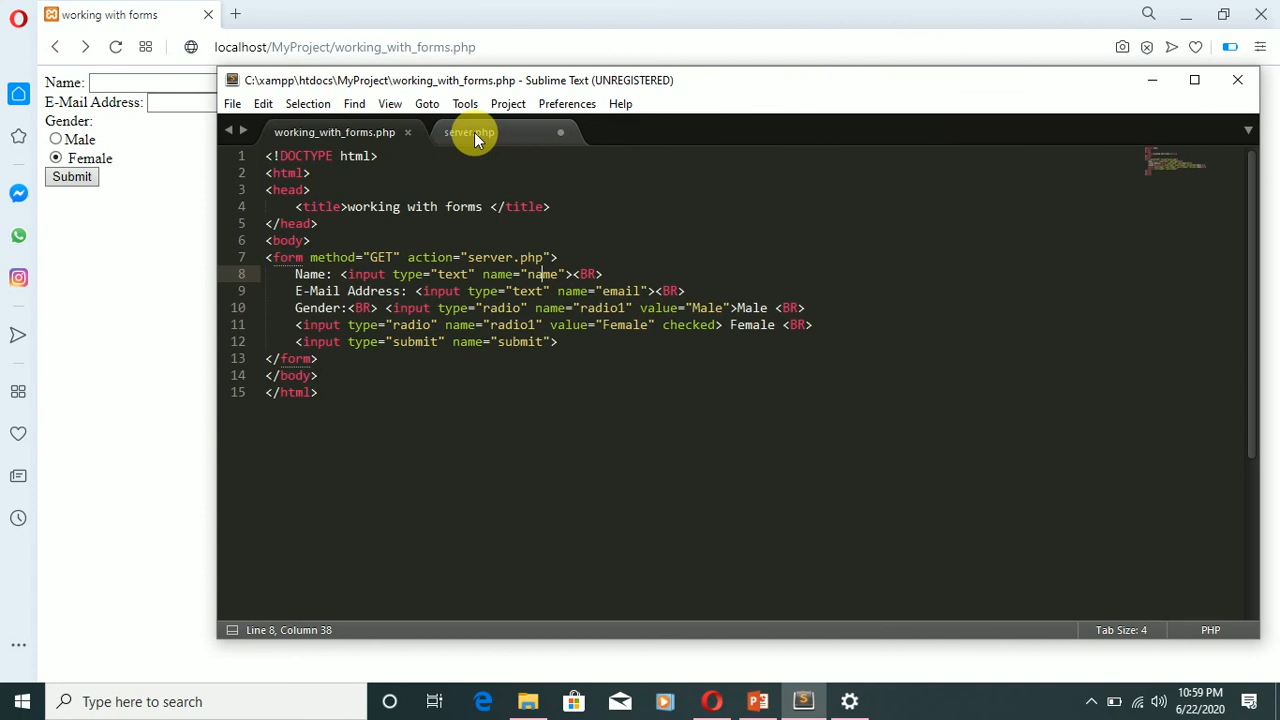 working with forms
localhost/MyProject/working_with_forms.php
Name:
E-Mail Address:
Gender:
Male
Female
Submit
C:\xampp\htdocs\MyProject\working_with_forms.php - Sublime Text (UNREGISTERED)
File Edit Selection Find View Goto Tools Project Preferences Help
working_with_forms.php server.php
1 <!DOCTYPE html>
2 <html>
3 <head>
4 <title>working with forms </title>
5 </head>
6 <body>
7 <form method="GET" action="server.php">
8 Name: <input type="text" name="name"><BR>
9 E-Mail Address: <input type="text" name="email"><BR>
10 Gender:<BR> <input type="radio" name="radio1" value="Male">Male <BR>
11 <input type="radio" name="radio1" value="Female" checked> Female <BR>
12 <input type="submit" name="submit">
13 </form>
14 </body>
15 </html>
Line 8, Column 38 Tab Size: 4 PHP
Type here to search
10:59 PM
6/22/2020